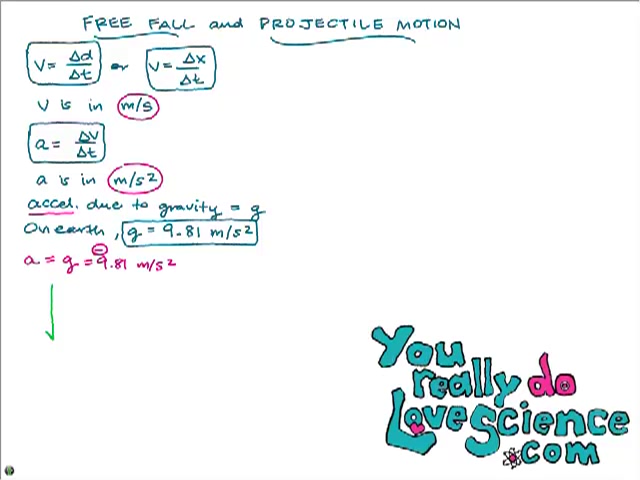 FREE FALL and PROJECTILE MOTION
V = Δd/Δt or V = Δx/Δt
V is in m/s
a = Δv/Δt
a is in m/s²
accel. due to gravity = g
On earth, g = 9.81 m/s²
a = g = -9.81 m/s²
You
really do
Love Science
.com